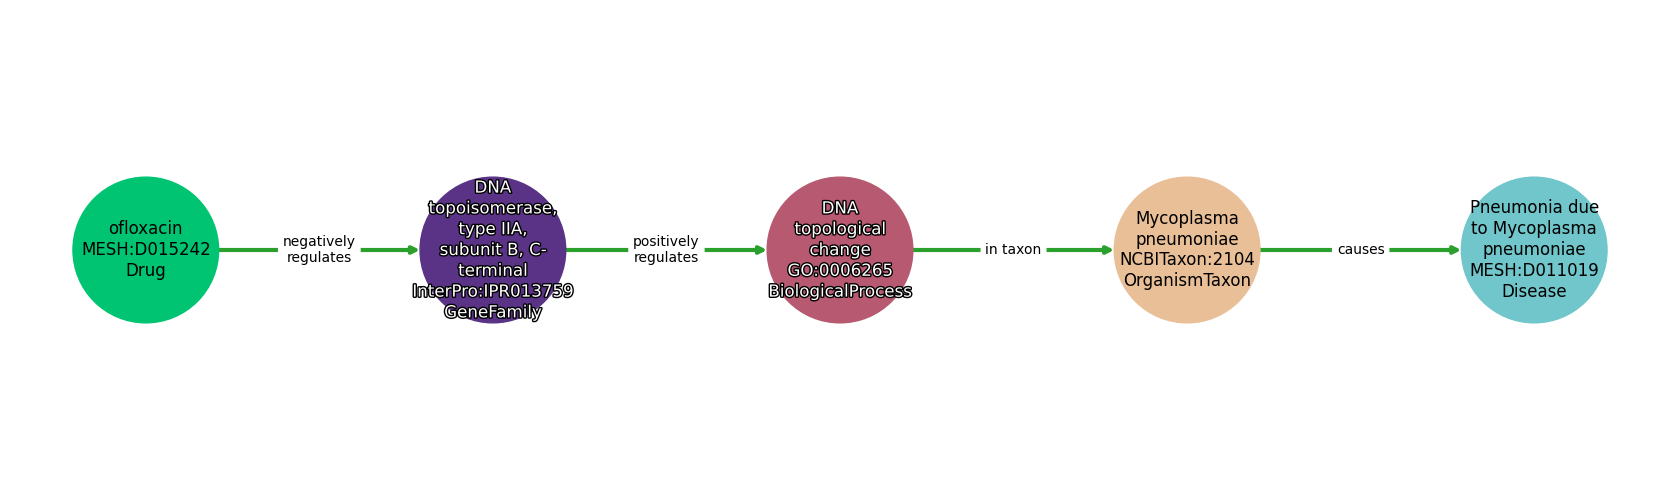 ofloxacin
MESH:D015242
Drug
negatively
regulates
DNA
topoisomerase,
type IIA,
subunit B, C-
terminal
InterPro:IPR013759
GeneFamily
positively
regulates
DNA
topological
change
GO:0006265
BiologicalProcess
in taxon
Mycoplasma
pneumoniae
NCBITaxon:2104
OrganismTaxon
causes
Pneumonia due
to Mycoplasma
pneumoniae
MESH:D011019
Disease